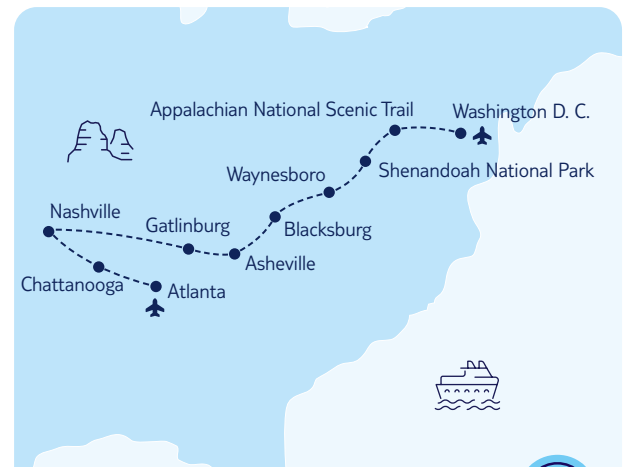 Appalachian National Scenic Trail
Washington D. C.
Shenandoah National Park
Waynesboro
Nashville
Gatlinburg
Blacksburg
Asheville
Chattanooga
Atlanta